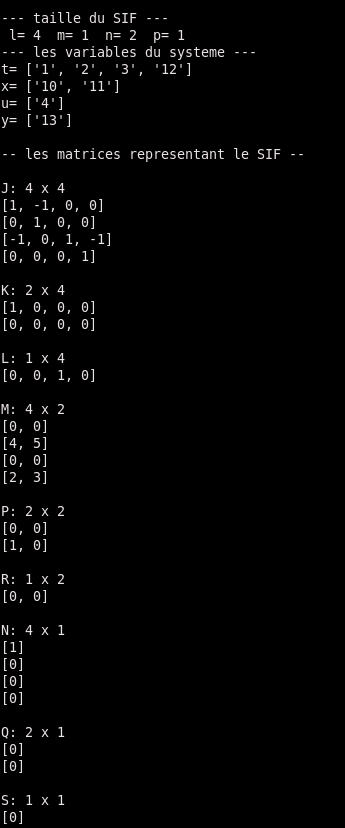 --- taille du SIF ---
l= 4  m= 1  n= 2  p= 1
--- les variables du systeme ---
t= ['1', '2', '3', '12']
x= ['10', '11']
u= ['4']
y= ['13']
-- les matrices representant le SIF --
J: 4 x 4
[1, -1, 0, 0]
[0, 1, 0, 0]
[-1, 0, 1, -1]
[0, 0, 0, 1]
K: 2 x 4
[1, 0, 0, 0]
[0, 0, 0, 0]
L: 1 x 4
[0, 0, 1, 0]
M: 4 x 2
[0, 0]
[4, 5]
[0, 0]
[2, 3]
P: 2 x 2
[0, 0]
[1, 0]
R: 1 x 2
[0, 0]
N: 4 x 1
[1]
[0]
[0]
[0]
Q: 2 x 1
[0]
[0]
S: 1 x 1
[0]